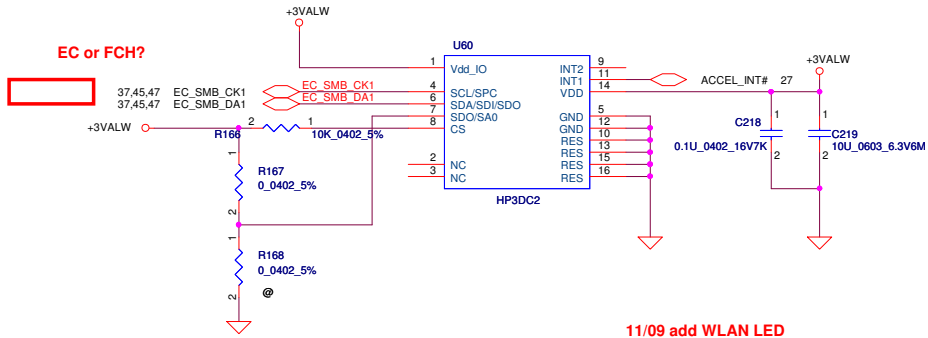 +3VALW
EC or FCH?
U60
+3VALW
1 Vdd_IO INT2 9
INT1 11 ACCEL_INT# 27
37,45,47 EC_SMB_CK1 EC_SMB_CK1 4 SCL/SPC VDD 14
37,45,47 EC_SMB_DA1 EC_SMB_DA1 6 SDA/SDI/SDO
7 SDO/SA0 GND 5
+3VALW 2 1 8 CS GND 12
R166 10K_0402_5% RES 10
RES 13
2 NC RES 15
3 NC RES 16
HP3DC2
C218 1
0.1U_0402_16V7K 2
C219 1
10U_0603_6.3V6M 2
1
R167
0_0402_5%
2
1
R168
0_0402_5%
2
@
11/09 add WLAN LED